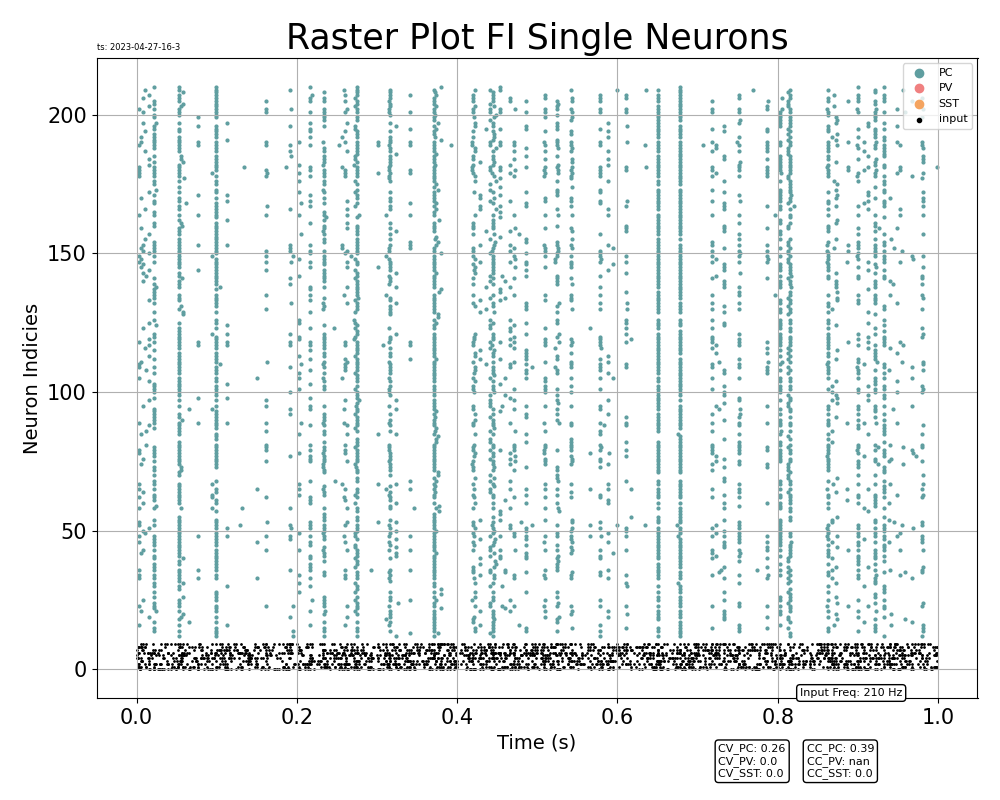 Raster Plot FI Single Neurons
ts: 2023-04-27-16-3
PC
PV
SST
input
Neuron Indicies
200
150
100
50
0
0.0 0.2 0.4 0.6 0.8 1.0
Time (s)
Input Freq: 210 Hz
CV_PC: 0.26
CV_PV: 0.0
CV_SST: 0.0
CC_PC: 0.39
CC_PV: nan
CC_SST: 0.0